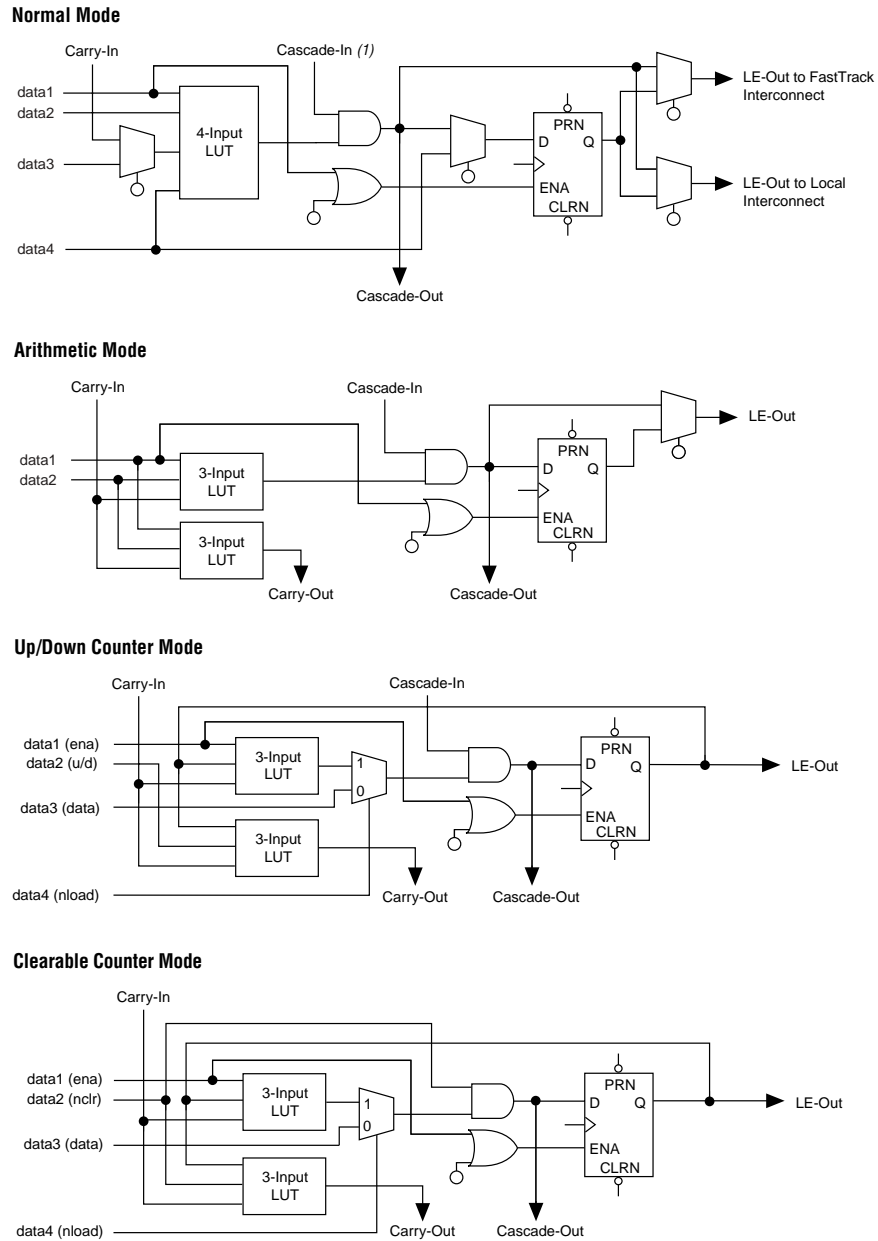 Normal Mode
Carry-In
Cascade-In (1)
data1
data2
data3
data4
4-Input
LUT
PRN
D
Q
ENA
CLRN
LE-Out to FastTrack
Interconnect
LE-Out to Local
Interconnect
Cascade-Out
Arithmetic Mode
Carry-In
Cascade-In
data1
data2
3-Input
LUT
3-Input
LUT
PRN
D
Q
ENA
CLRN
LE-Out
Carry-Out
Cascade-Out
Up/Down Counter Mode
Carry-In
Cascade-In
data1 (ena)
data2 (u/d)
data3 (data)
data4 (nload)
3-Input
LUT
1
0
3-Input
LUT
PRN
D
Q
ENA
CLRN
LE-Out
Carry-Out
Cascade-Out
Clearable Counter Mode
Carry-In
data1 (ena)
data2 (nclr)
data3 (data)
data4 (nload)
3-Input
LUT
1
0
3-Input
LUT
PRN
D
Q
ENA
CLRN
LE-Out
Carry-Out
Cascade-Out